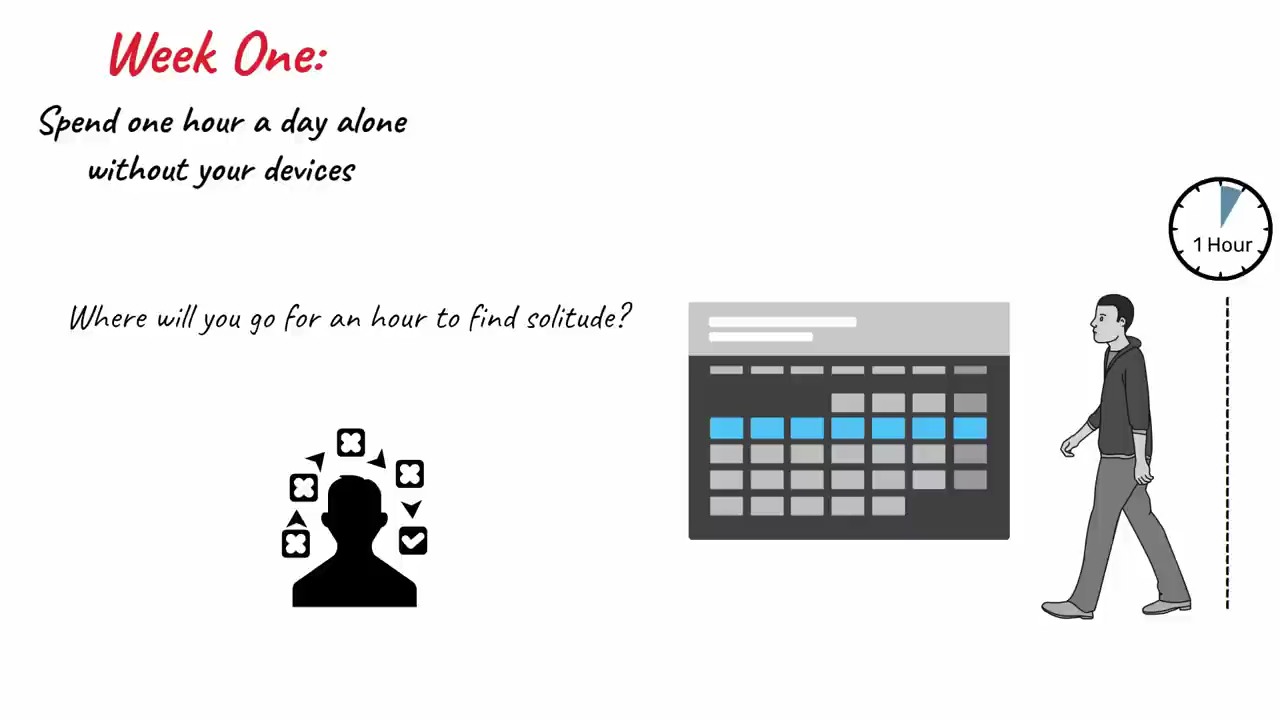 Week One:
Spend one hour a day alone
without your devices
1 Hour
Where will you go for an hour to find solitude?